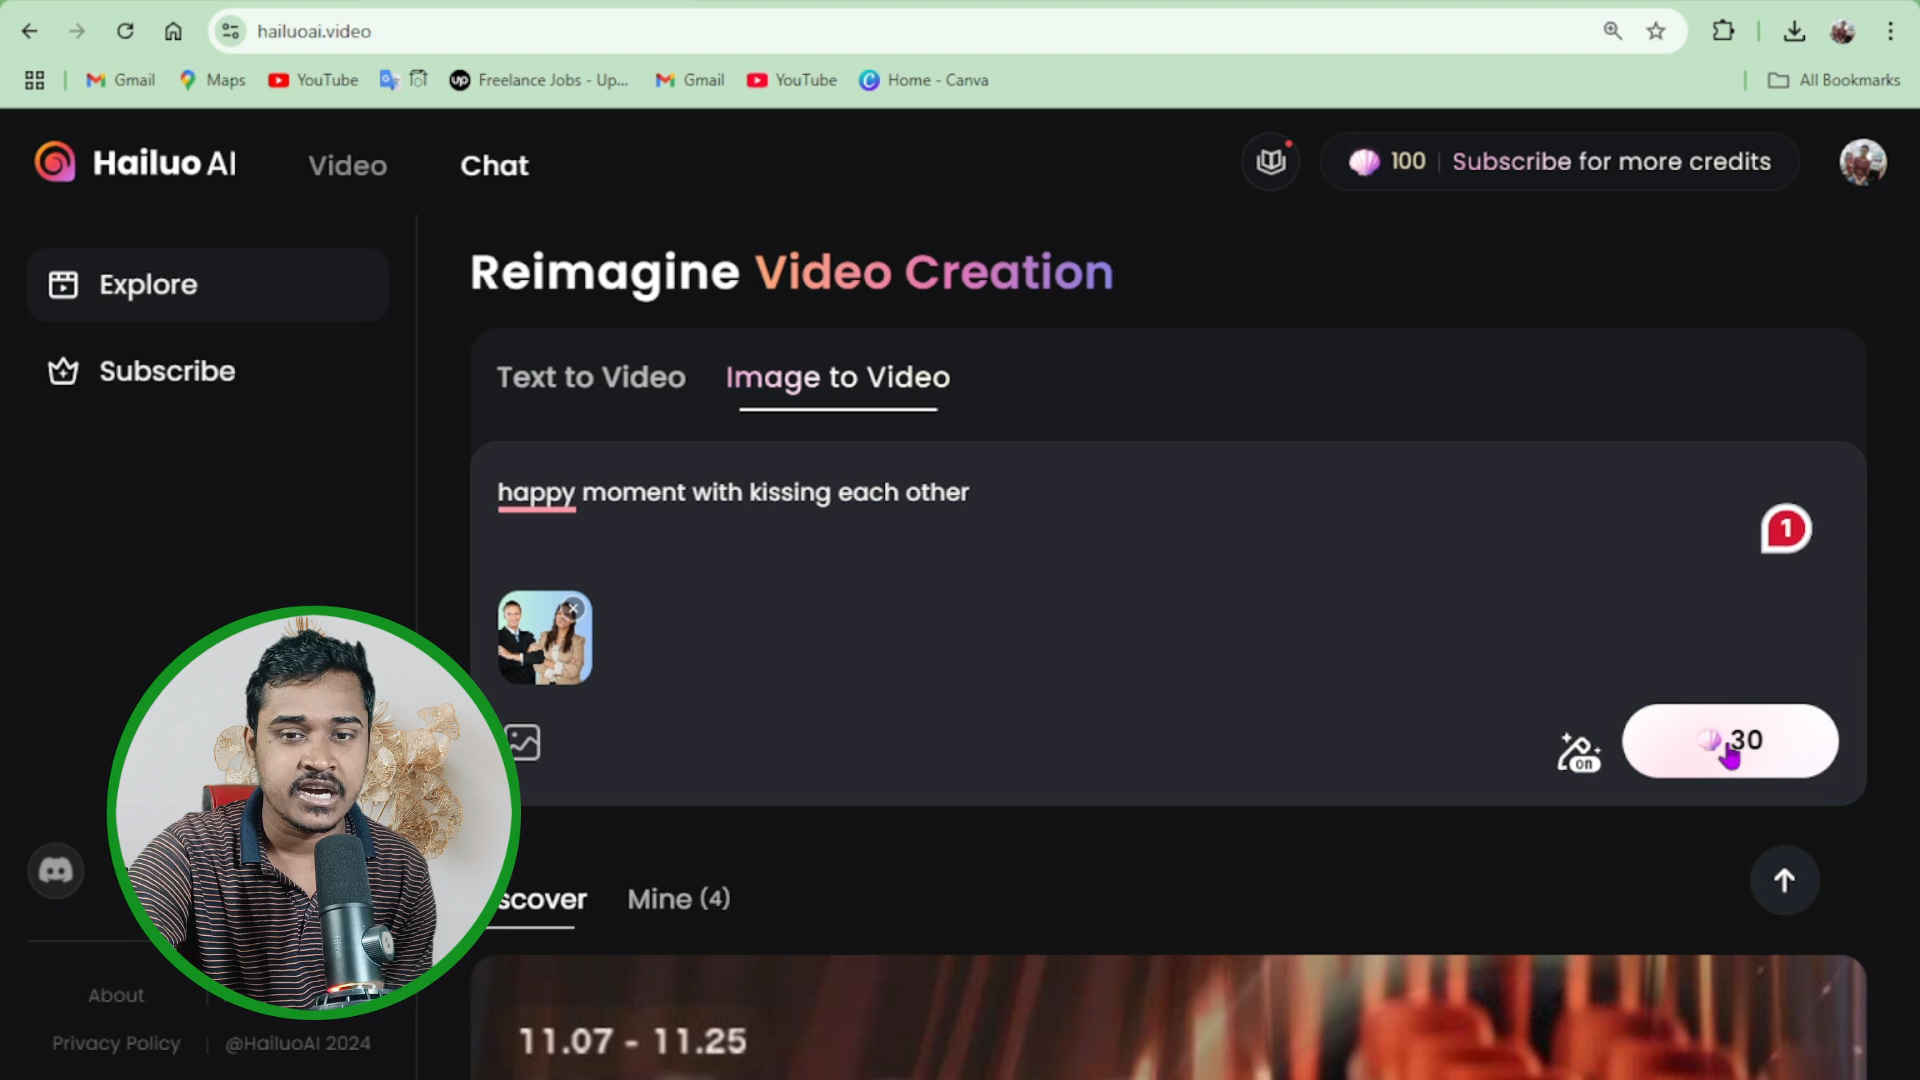 hailuoai.video
Gmail
Maps
YouTube
Freelance Jobs - Up...
Gmail
YouTube
Home - Canva
All Bookmarks
Hailuo AI
Video
Chat
100
Subscribe for more credits
Explore
Subscribe
Reimagine Video Creation
Text to Video
Image to Video
happy moment with kissing each other
1
on
30
scover
Mine (4)
11.07 - 11.25
About
Privacy Policy
@HailuoAI 2024